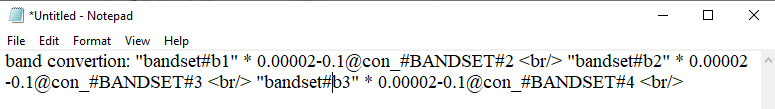 *Untitled - Notepad
File Edit Format View Help
band convertion: "bandset#b1" * 0.00002-0.1@con_#BANDSET#2 <br/> "bandset#b2" * 0.00002
-0.1@con_#BANDSET#3 <br/> "bandset#b3" * 0.00002-0.1@con_#BANDSET#4 <br/>